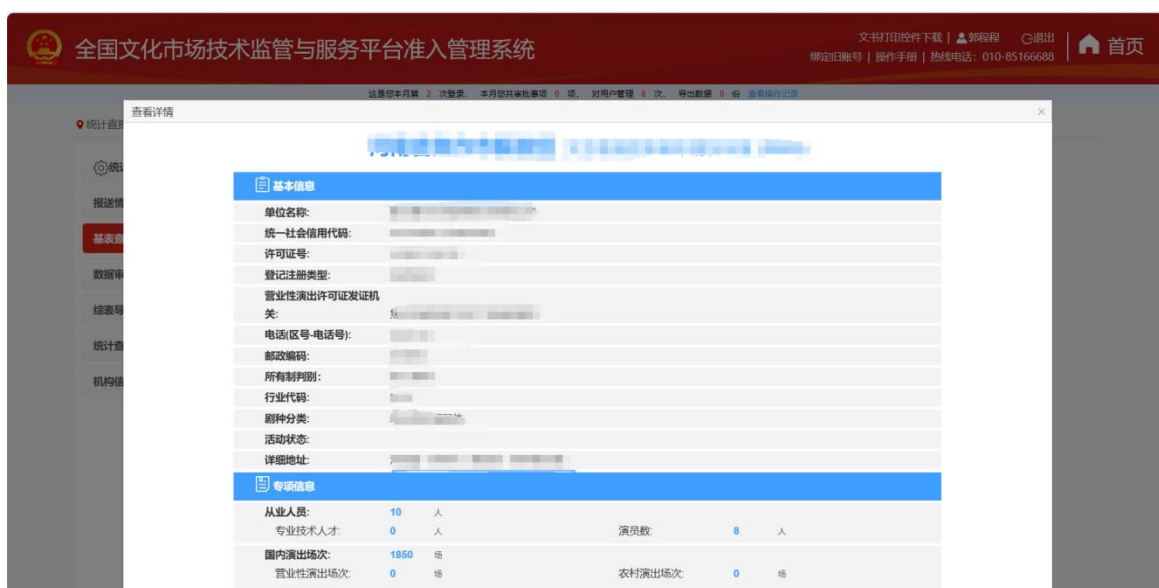 全国文化市场技术监管与服务平台准入管理系统
文书打印控件下载 | 郭程程 退出
绑定旧账号 | 操作手册 | 热线电话：010-85166688
首页
这是您本月第 2 次登录， 本月您共审批事项 0 项， 对用户管理 0 次， 导出数据 0 份 查看操作记录
统计直报
查看详情
×
报送情
基表查
数据审
综表导
统计查
机构信
基本信息
单位名称:
统一社会信用代码:
许可证号:
登记注册类型:
营业性演出许可证发证机
关:
电话(区号-电话号):
邮政编码:
所有制判别:
行业代码:
剧种分类:
活动状态:
详细地址:
专项信息
从业人员: 10 人
专业技术人才: 0 人 演员数: 8 人
国内演出场次: 1850 场
营业性演出场次: 0 场 农村演出场次: 0 场